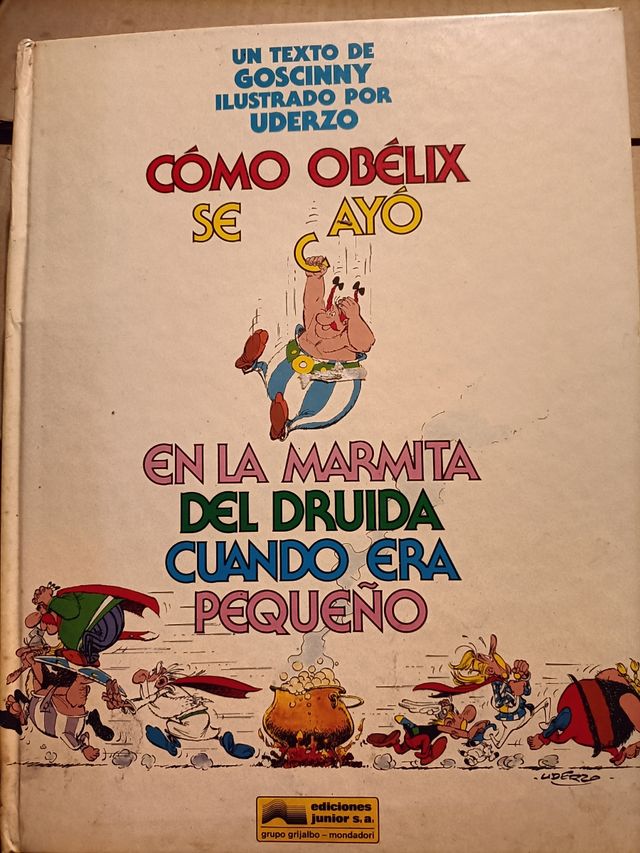 UN TEXTO DE
GOSCINNY
ILUSTRADO POR
UDERZO
CÓMO OBÉLIX
SE CAYÓ
EN LA MARMITA
DEL DRUIDA
CUANDO ERA
PEQUEÑO
UDERZO
ediciones
junior s.a.
grupo grijalbo - mondadori